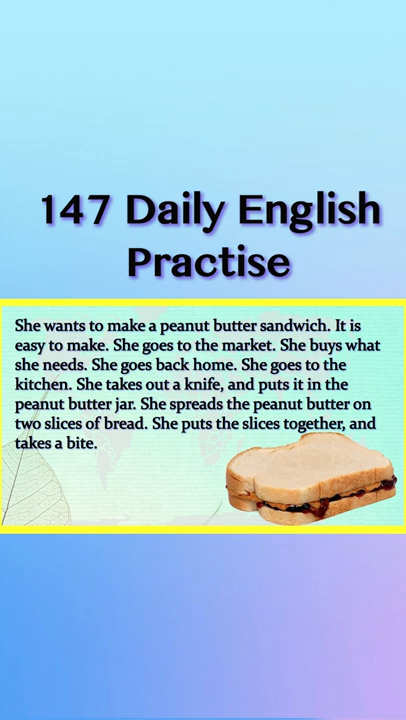 147 Daily English
Practise
She wants to make a peanut butter sandwich. It is
easy to make. She goes to the market. She buys what
she needs. She goes back home. She goes to the
kitchen. She takes out a knife, and puts it in the
peanut butter jar. She spreads the peanut butter on
two slices of bread. She puts the slices together, and
takes a bite.